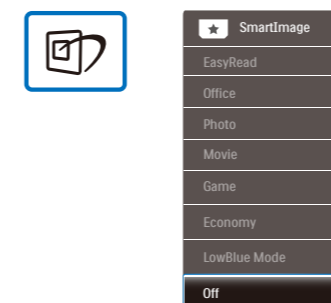 SmartImage
EasyRead
Office
Photo
Movie
Game
Economy
LowBlue Mode
Off